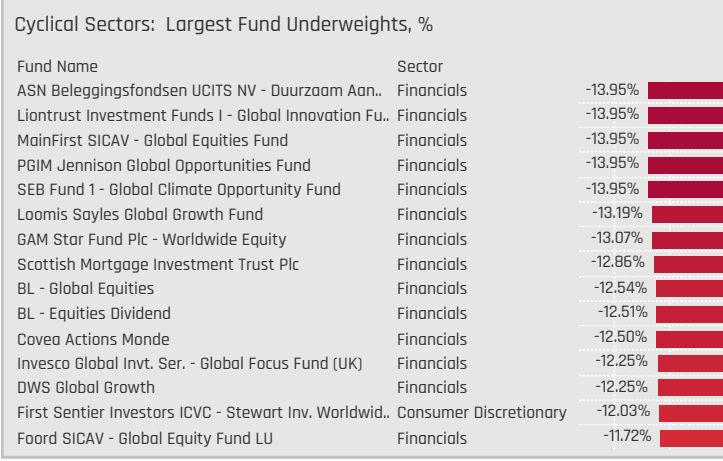 Cyclical Sectors: Largest Fund Underweights, %
Fund Name Sector
ASN Beleggingsfondsen UCITS NV - Duurzaam Aan.. Financials -13.95%
Liontrust Investment Funds I - Global Innovation Fu.. Financials -13.95%
MainFirst SICAV - Global Equities Fund Financials -13.95%
PGIM Jennison Global Opportunities Fund Financials -13.95%
SEB Fund 1 - Global Climate Opportunity Fund Financials -13.95%
Loomis Sayles Global Growth Fund Financials -13.19%
GAM Star Fund Plc - Worldwide Equity Financials -13.07%
Scottish Mortgage Investment Trust Plc Financials -12.86%
BL - Global Equities Financials -12.54%
BL - Equities Dividend Financials -12.51%
Covea Actions Monde Financials -12.50%
Invesco Global Invt. Ser. - Global Focus Fund (UK) Financials -12.25%
DWS Global Growth Financials -12.25%
First Sentier Investors ICVC - Stewart Inv. Worldwid.. Consumer Discretionary -12.03%
Foord SICAV - Global Equity Fund LU Financials -11.72%